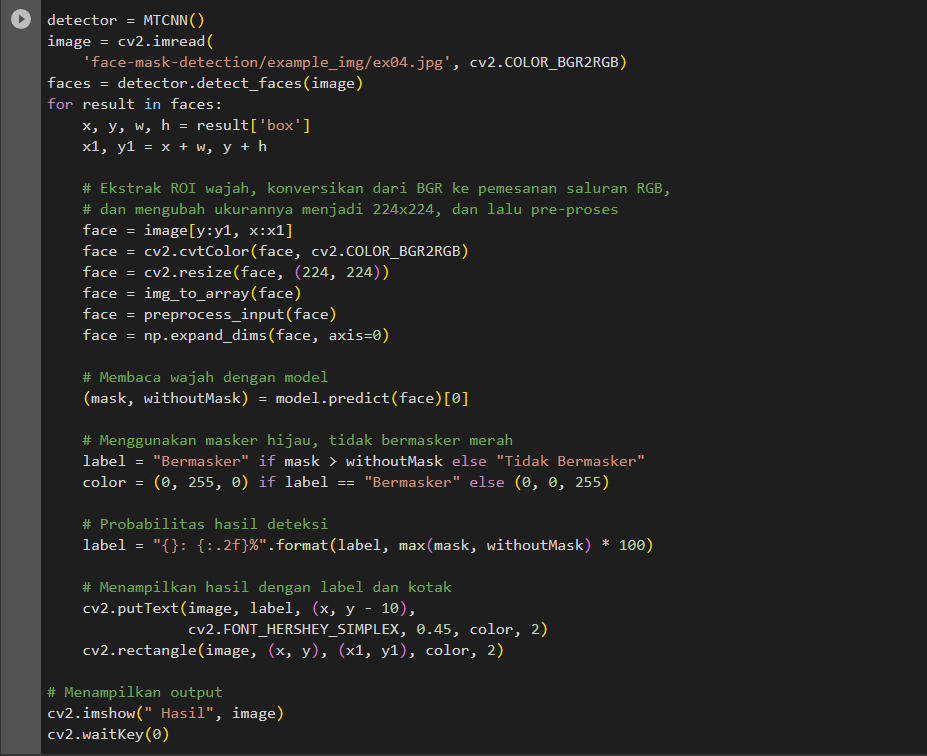 detector = MTCNN()
image = cv2.imread(
    'face-mask-detection/example_img/ex04.jpg', cv2.COLOR_BGR2RGB)
faces = detector.detect_faces(image)
for result in faces:
    x, y, w, h = result['box']
    x1, y1 = x + w, y + h

    # Ekstrak ROI wajah, konversikan dari BGR ke pemesanan saluran RGB,
    # dan mengubah ukurannya menjadi 224x224, dan lalu pre-proses
    face = image[y:y1, x:x1]
    face = cv2.cvtColor(face, cv2.COLOR_BGR2RGB)
    face = cv2.resize(face, (224, 224))
    face = img_to_array(face)
    face = preprocess_input(face)
    face = np.expand_dims(face, axis=0)

    # Membaca wajah dengan model
    (mask, withoutMask) = model.predict(face)[0]

    # Menggunakan masker hijau, tidak bermasker merah
    label = "Bermasker" if mask > withoutMask else "Tidak Bermasker"
    color = (0, 255, 0) if label == "Bermasker" else (0, 0, 255)

    # Probabilitas hasil deteksi
    label = "{}: {:.2f}%".format(label, max(mask, withoutMask) * 100)

    # Menampilkan hasil dengan label dan kotak
    cv2.putText(image, label, (x, y - 10),
                cv2.FONT_HERSHEY_SIMPLEX, 0.45, color, 2)
    cv2.rectangle(image, (x, y), (x1, y1), color, 2)

# Menampilkan output
cv2.imshow(" Hasil", image)
cv2.waitKey(0)